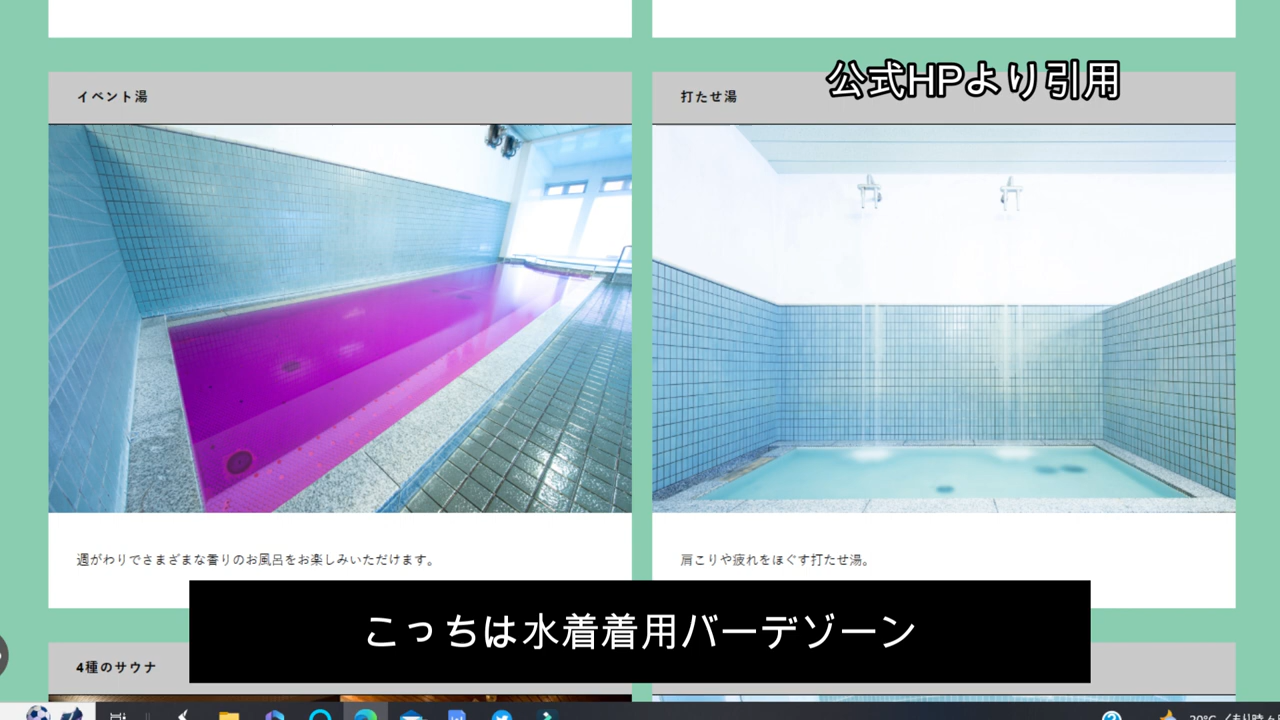 公式HPより引用
イベント湯
打たせ湯
週がわりでさまざまな香りのお風呂をお楽しみいただけます。
肩こりや疲れをほぐす打たせ湯。
こっちは水着着用バーデゾーン
4種のサウナ